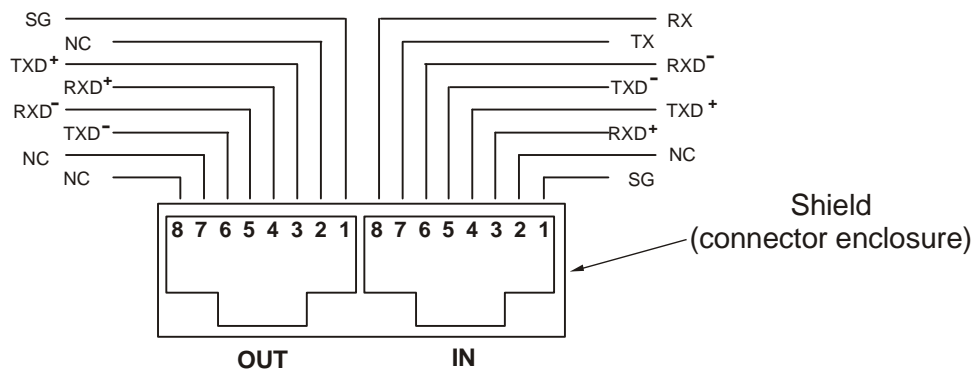 SG
NC
TXD+
RXD+
RXD-
TXD-
NC
NC
RX
TX
RXD-
TXD-
TXD+
RXD+
NC
SG
8 7 6 5 4 3 2 1
8 7 6 5 4 3 2 1
Shield
(connector enclosure)
OUT
IN